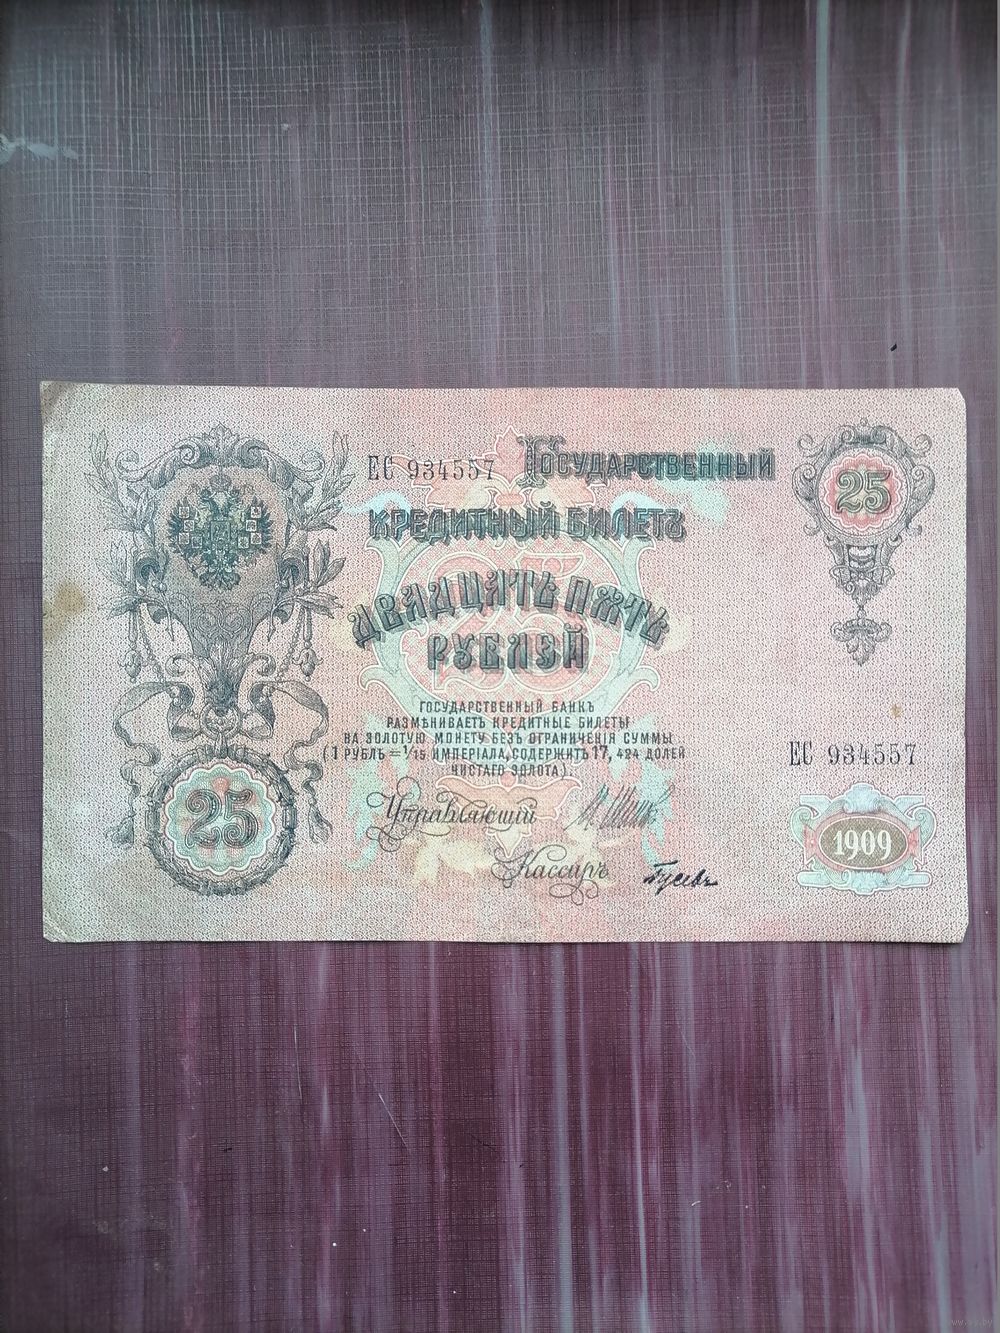 ЕС 934557 Государственный
Кредитный Билетъ
25
Двадцать пять
рублей
Государственный Банкъ
размѣниваетъ кредитные билеты
на золотую монету безъ ограниченія суммы
(1 рубль = 1/15 имперіала, содержитъ 17,424 долей
чистаго золота).
ЕС 934557
25
Управляющій И. Шиповъ
Кассиръ Гусевъ
1909